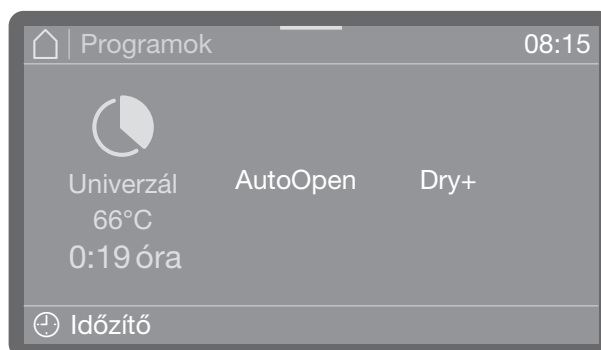 Programok 08:15
Univerzál AutoOpen Dry+
66°C
0:19 óra
Időzítő